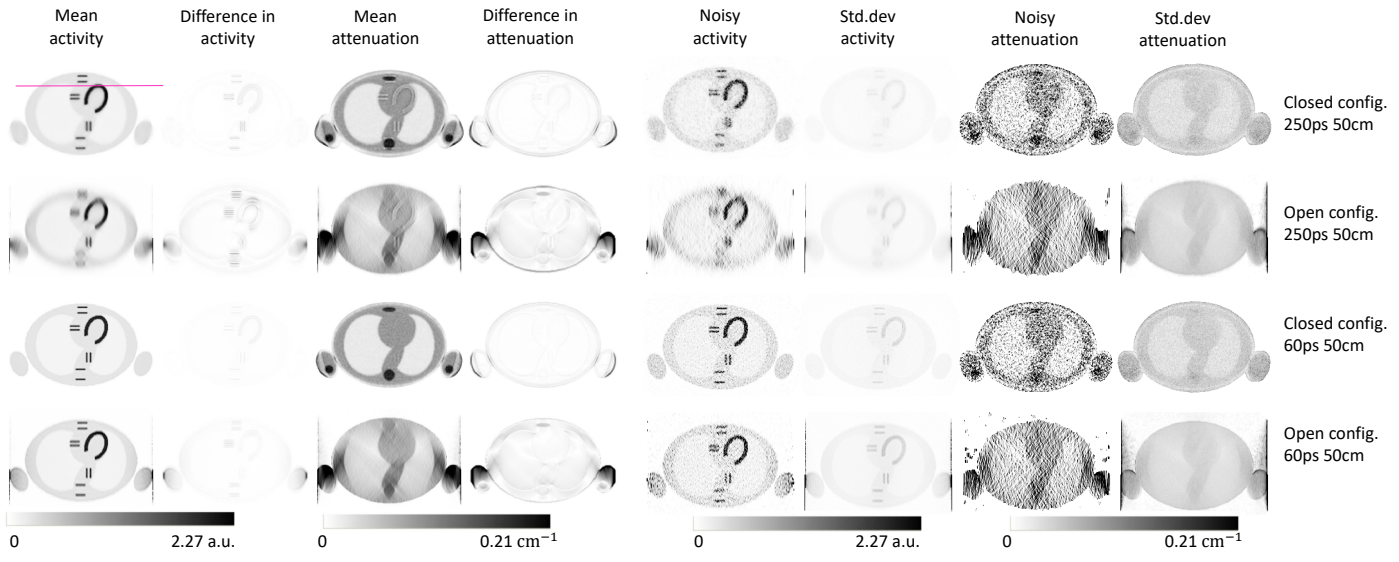 Mean
activity
Difference in
activity
Mean
attenuation
Difference in
attenuation
Noisy
activity
Std.dev
activity
Noisy
attenuation
Std.dev
attenuation
Closed config.
250ps 50cm
Open config.
250ps 50cm
Closed config.
60ps 50cm
Open config.
60ps 50cm
0 2.27 a.u.
0 0.21 cm⁻¹
0 2.27 a.u.
0 0.21 cm⁻¹